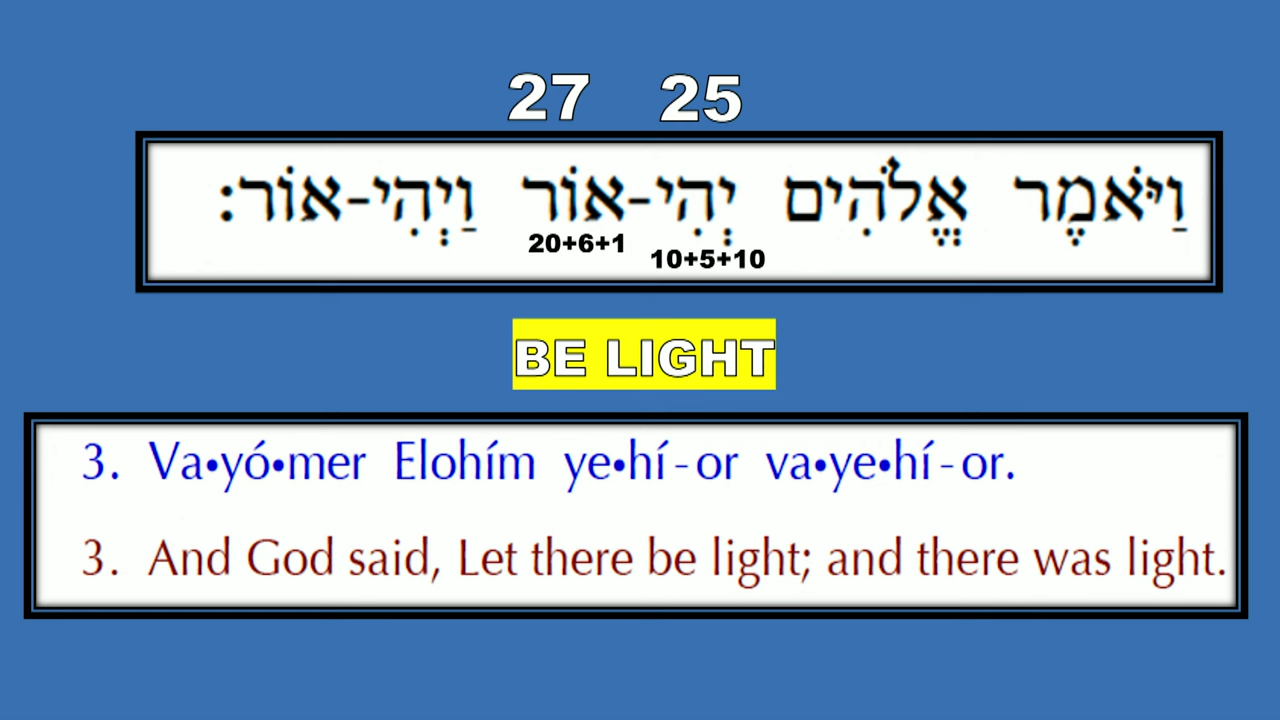 27 25
וַיֹּאמֶר אֱלֹהִים יְהִי-אוֹר וַיְהִי-אוֹר:
20+6+1
10+5+10
BE LIGHT
3. Va•yó•mer Elohím ye•hí-or va•ye•hí-or.
3. And God said, Let there be light; and there was light.